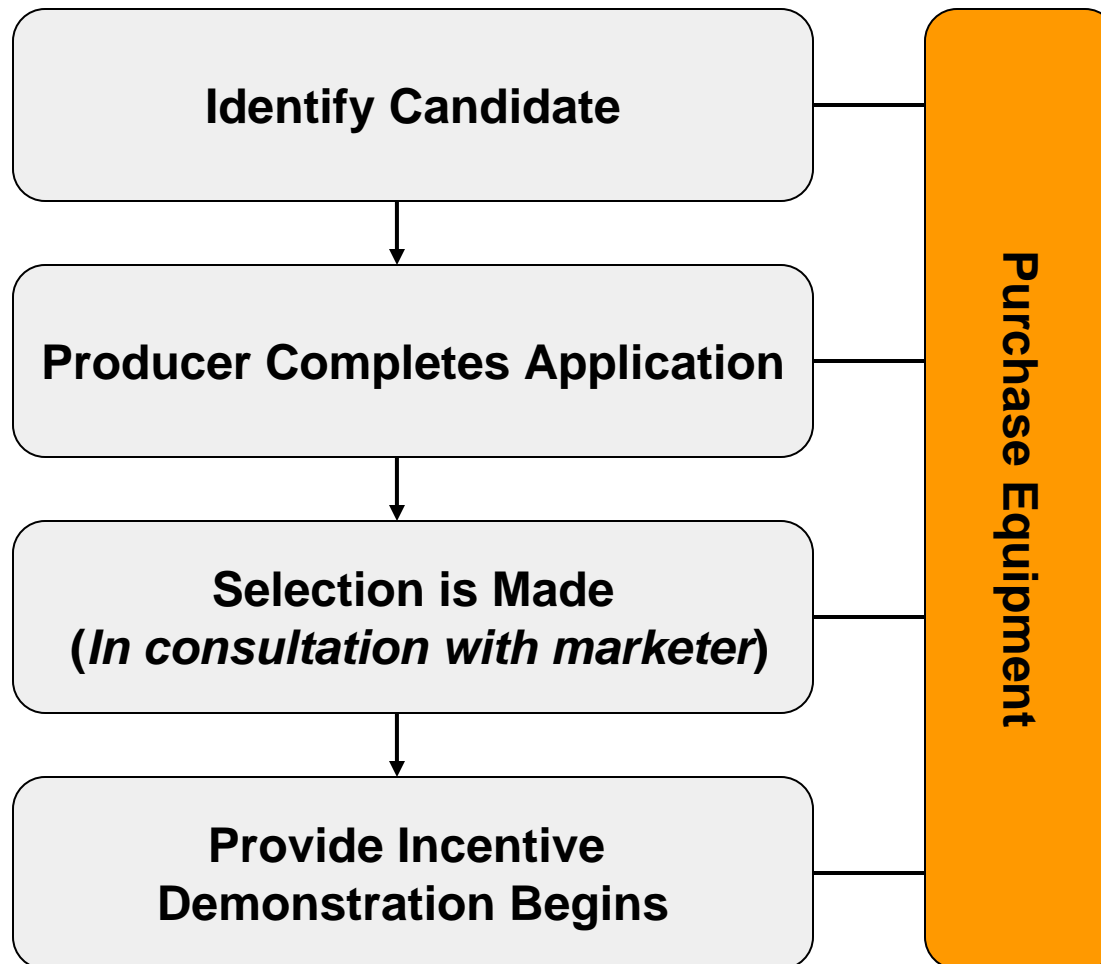 Identify Candidate
Producer Completes Application
Selection is Made
(In consultation with marketer)
Provide Incentive
Demonstration Begins
Purchase Equipment